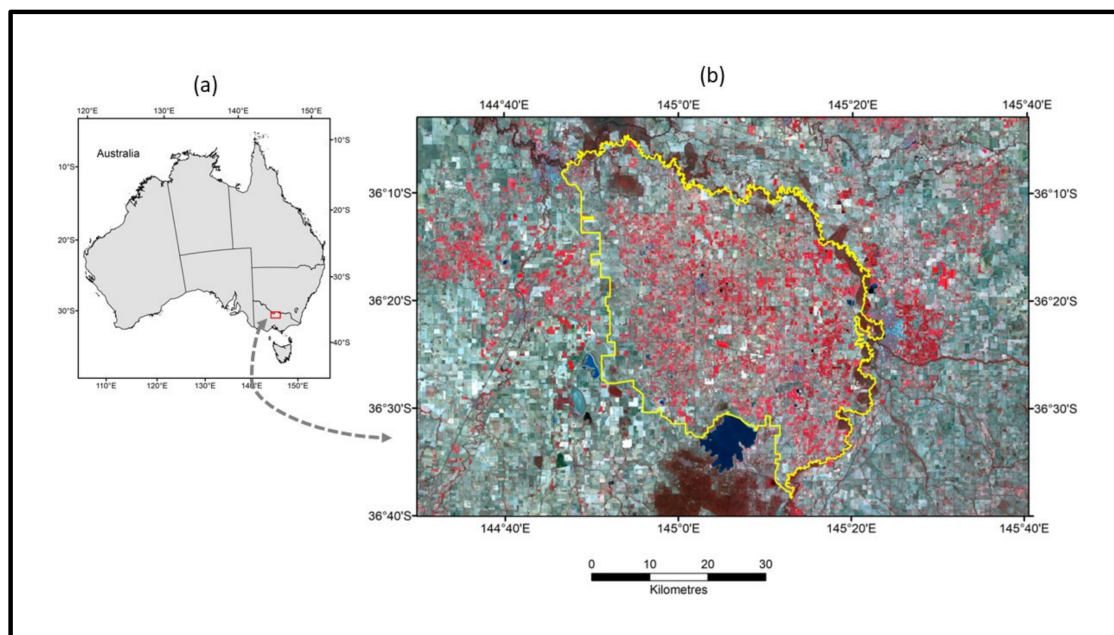 (a)
(b)
120°E 130°E 140°E 150°E
144°40'E 145°0'E 145°20'E 145°40'E
Australia
10°S
10°S
20°S
20°S
30°S
30°S
40°S
110°E 120°E 130°E 140°E 150°E
36°10'S
36°10'S
36°20'S
36°20'S
36°30'S
36°30'S
36°40'S
144°40'E 145°0'E 145°20'E 145°40'E
0 10 20 30
Kilometres